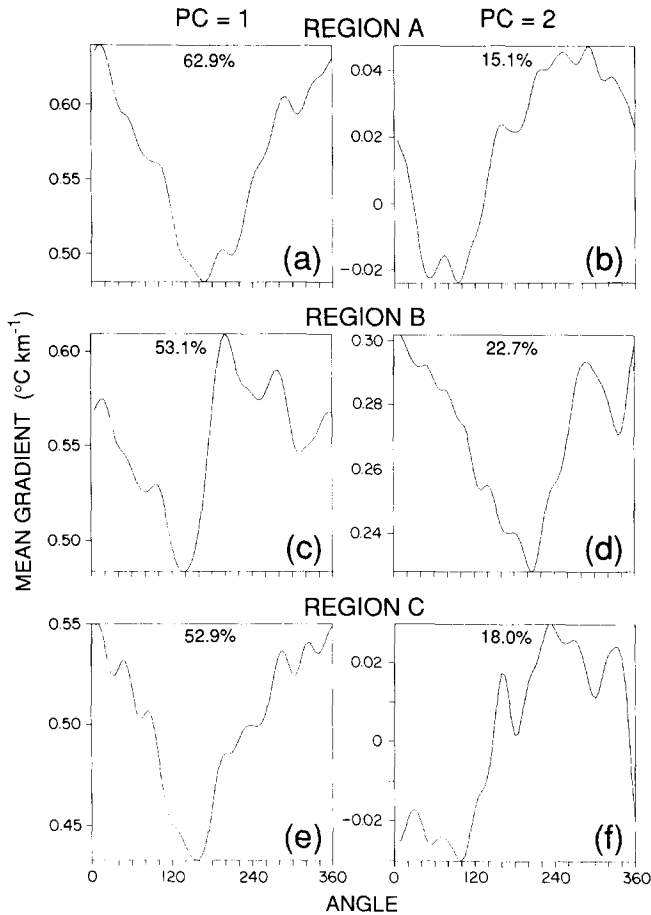 PC = 1 PC = 2
REGION A
62.9% 15.1%
0.60 0.04
0.55 0.02
0
0.50 -0.02
(a) (b)
REGION B
53.1% 22.7%
0.60 0.30
0.28
0.55 0.26
0.50 0.24
(c) (d)
MEAN GRADIENT (°C km⁻¹)
REGION C
52.9% 18.0%
0.55 0.02
0.50 0
0.45 -0.02
(e) (f)
0 120 240 360 0 120 240 360
ANGLE